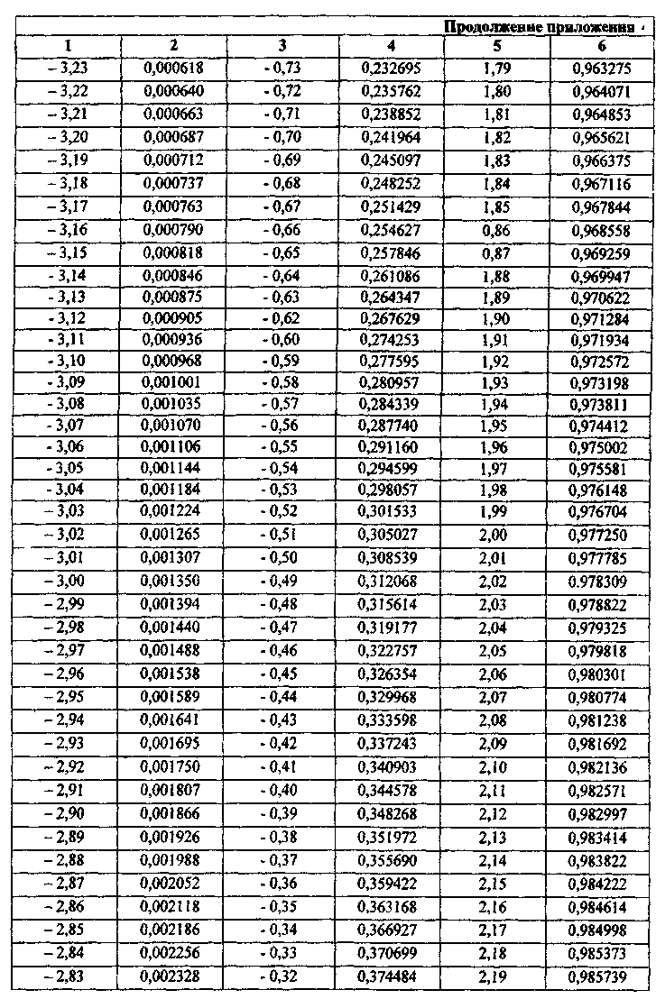 Продолжение приложения
1 2 3 4 5 6
– 3,23 0,000618 - 0,73 0,232695 1,79 0,963275
– 3,22 0,000640 - 0,72 0,235762 1,80 0,964071
– 3,21 0,000663 - 0,71 0,238852 1,81 0,964853
– 3,20 0,000687 - 0,70 0,241964 1,82 0,965621
– 3,19 0,000712 - 0,69 0,245097 1,83 0,966375
– 3,18 0,000737 - 0,68 0,248252 1,84 0,967116
– 3,17 0,000763 - 0,67 0,251429 1,85 0,967844
– 3,16 0,000790 - 0,66 0,254627 0,86 0,968558
– 3,15 0,000818 - 0,65 0,257846 0,87 0,969259
- 3,14 0,000846 - 0,64 0,261086 1,88 0,969947
- 3,13 0,000875 - 0,63 0,264347 1,89 0,970622
- 3,12 0,000905 - 0,62 0,267629 1,90 0,971284
- 3,11 0,000936 - 0,60 0,274253 1,91 0,971934
- 3,10 0,000968 - 0,59 0,277595 1,92 0,972572
- 3,09 0,001001 - 0,58 0,280957 1,93 0,973198
- 3,08 0,001035 - 0,57 0,284339 1,94 0,973811
- 3,07 0,001070 - 0,56 0,287740 1,95 0,974412
- 3,06 0,001106 - 0,55 0,291160 1,96 0,975002
- 3,05 0,001144 - 0,54 0,294599 1,97 0,975581
- 3,04 0,001184 - 0,53 0,298057 1,98 0,976148
– 3,03 0,001224 - 0,52 0,301533 1,99 0,976704
– 3,02 0,001265 - 0,51 0,305027 2,00 0,977250
– 3,01 0,001307 - 0,50 0,308539 2,01 0,977785
– 3,00 0,001350 - 0,49 0,312068 2,02 0.978309
– 2,99 0,001394 - 0,48 0,315614 2,03 0,978822
– 2,98 0,001440 - 0,47 0,319177 2,04 0,979325
– 2,97 0,001488 - 0,46 0,322757 2,05 0,979818
– 2,96 0,001538 - 0,45 0,326354 2,06 0,980301
– 2,95 0,001589 - 0,44 0,329968 2,07 0,980774
– 2,94 0,001641 - 0,43 0,333598 2,08 0,981238
– 2,93 0,001695 - 0,42 0,337243 2,09 0,981692
– 2,92 0,001750 - 0,41 0,340903 2,10 0,982136
– 2,91 0,001807 - 0,40 0,344578 2,11 0,982571
– 2,90 0,001866 - 0,39 0,348268 2,12 0,982997
– 2,89 0,001926 - 0,38 0,351972 2,13 0,983414
– 2,88 0,001988 - 0,37 0,355690 2,14 0,983822
– 2,87 0,002052 - 0,36 0,359422 2,15 0,984222
– 2,86 0,002118 - 0,35 0,363168 2,16 0,984614
– 2,85 0,002186 - 0,34 0,366927 2,17 0.984998
– 2,84 0,002256 - 0,33 0,370699 2,18 0,985373
– 2,83 0,002328 - 0,32 0,374484 2,19 0,985739